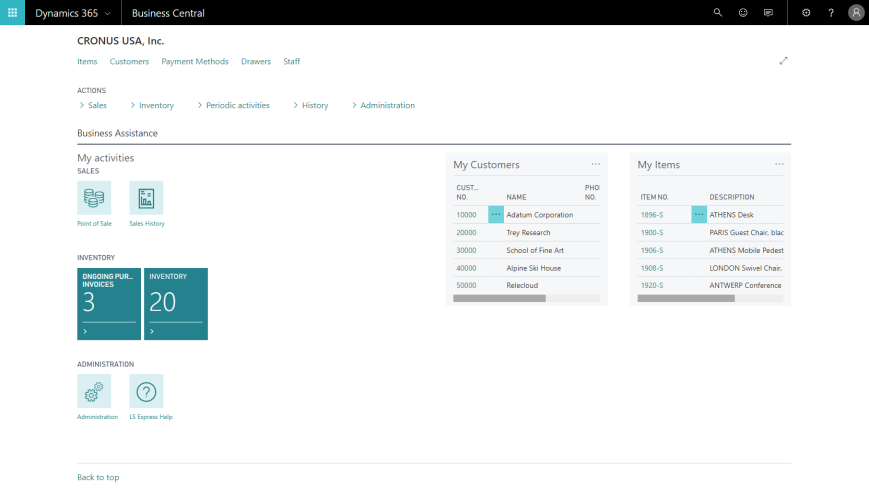 Dynamics 365 Business Central
CRONUS USA, Inc.
Items Customers Payment Methods Drawers Staff
ACTIONS
> Sales > Inventory > Periodic activities > History > Administration
Business Assistance
My activities
SALES
Point of Sale Sales History
INVENTORY
ONGOING PUR...
INVOICES
3
>
INVENTORY
20
>
ADMINISTRATION
Administration LS Express Help
My Customers ...
CUST...
NO. NAME PHO
NO.
10000 ... Adatum Corporation
20000 Trey Research
30000 School of Fine Art
40000 Alpine Ski House
50000 Relecloud
My Items ...
ITEM NO. DESCRIPTION
1896-S ... ATHENS Desk
1900-S PARIS Guest Chair, blac
1906-S ATHENS Mobile Pedest
1908-S LONDON Swivel Chair,
1920-S ANTWERP Conference
Back to top